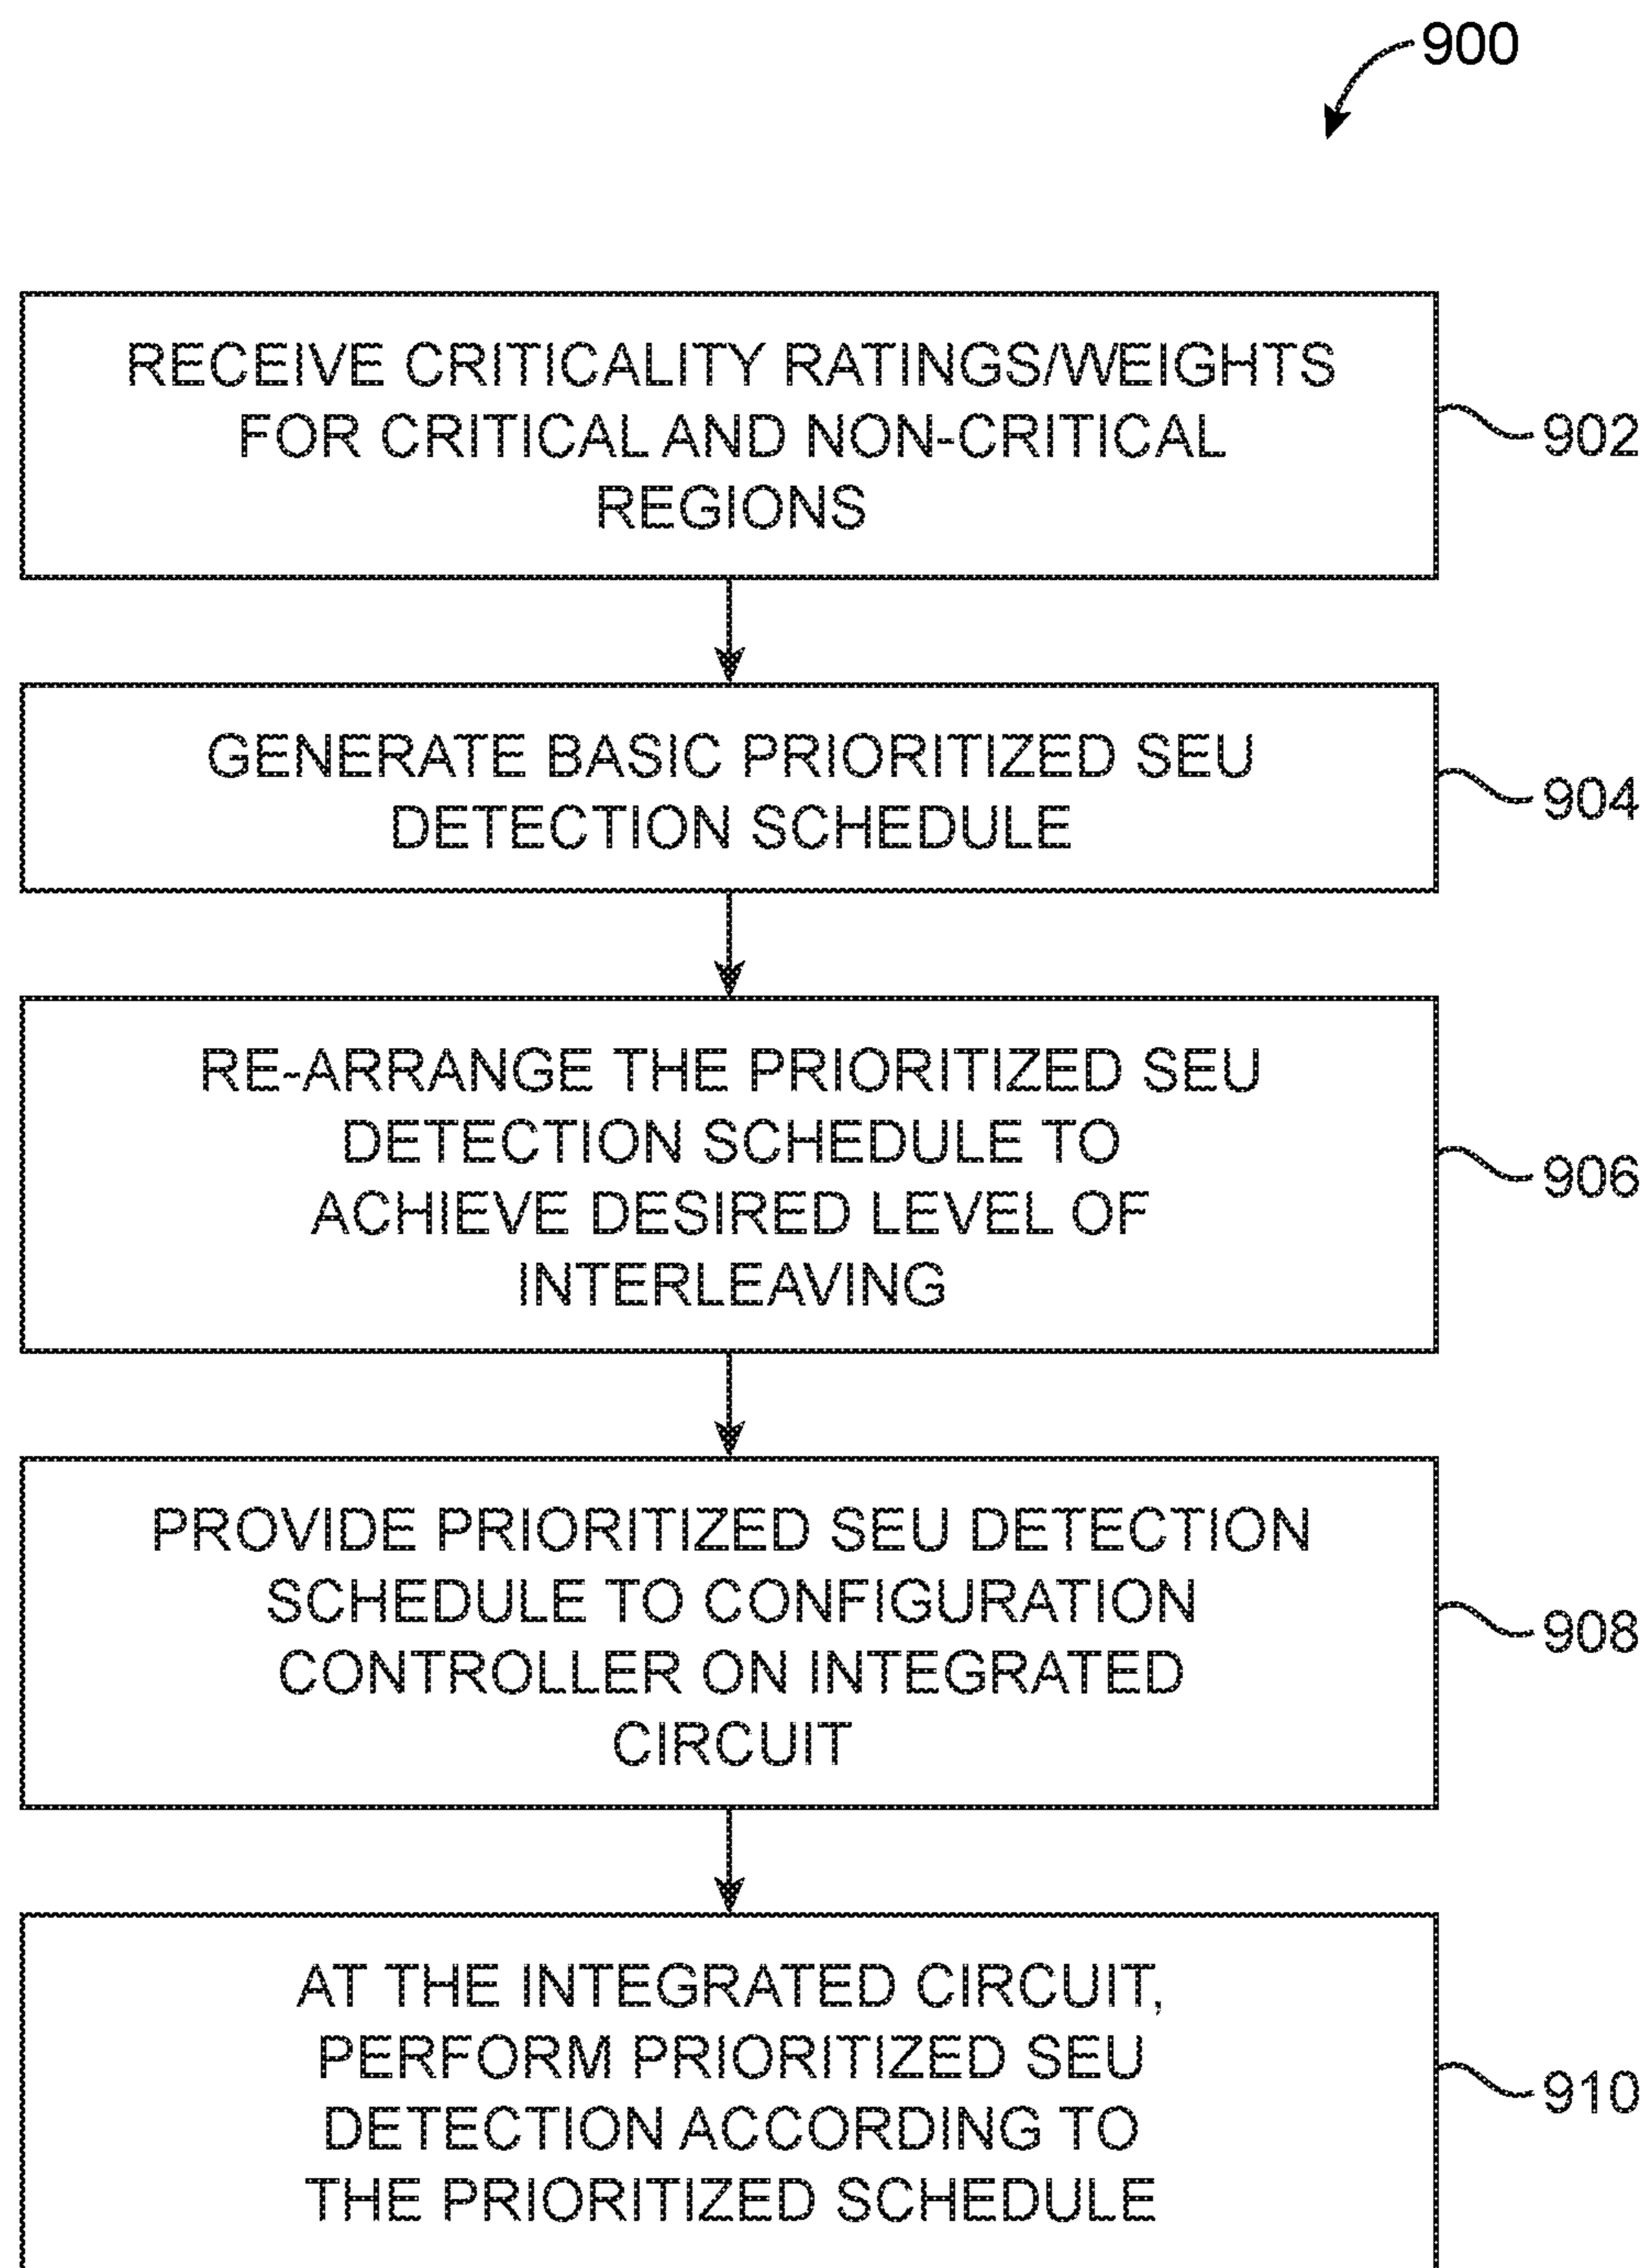 900
RECEIVE CRITICALITY RATINGS/WEIGHTS
FOR CRITICAL AND NON-CRITICAL
REGIONS
902
GENERATE BASIC PRIORITIZED SEU
DETECTION SCHEDULE
904
RE-ARRANGE THE PRIORITIZED SEU
DETECTION SCHEDULE TO
ACHIEVE DESIRED LEVEL OF
INTERLEAVING
906
PROVIDE PRIORITIZED SEU DETECTION
SCHEDULE TO CONFIGURATION
CONTROLLER ON INTEGRATED
CIRCUIT
908
AT THE INTEGRATED CIRCUIT,
PERFORM PRIORITIZED SEU
DETECTION ACCORDING TO
THE PRIORITIZED SCHEDULE
910